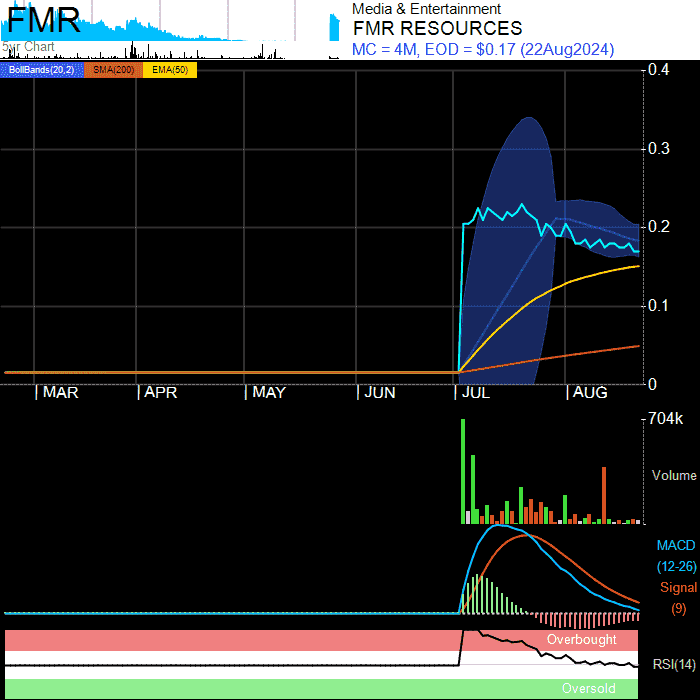 FMR
5yr Chart
Media & Entertainment
FMR RESOURCES
MC = 4M, EOD = $0.17 (22Aug2024)
BollBands(20,2) SMA(200) EMA(50)
0.4
0.3
0.2
0.1
0
MAR APR MAY JUN JUL AUG
704k
Volume
MACD
(12-26)
Signal
(9)
Overbought
RSI(14)
Oversold